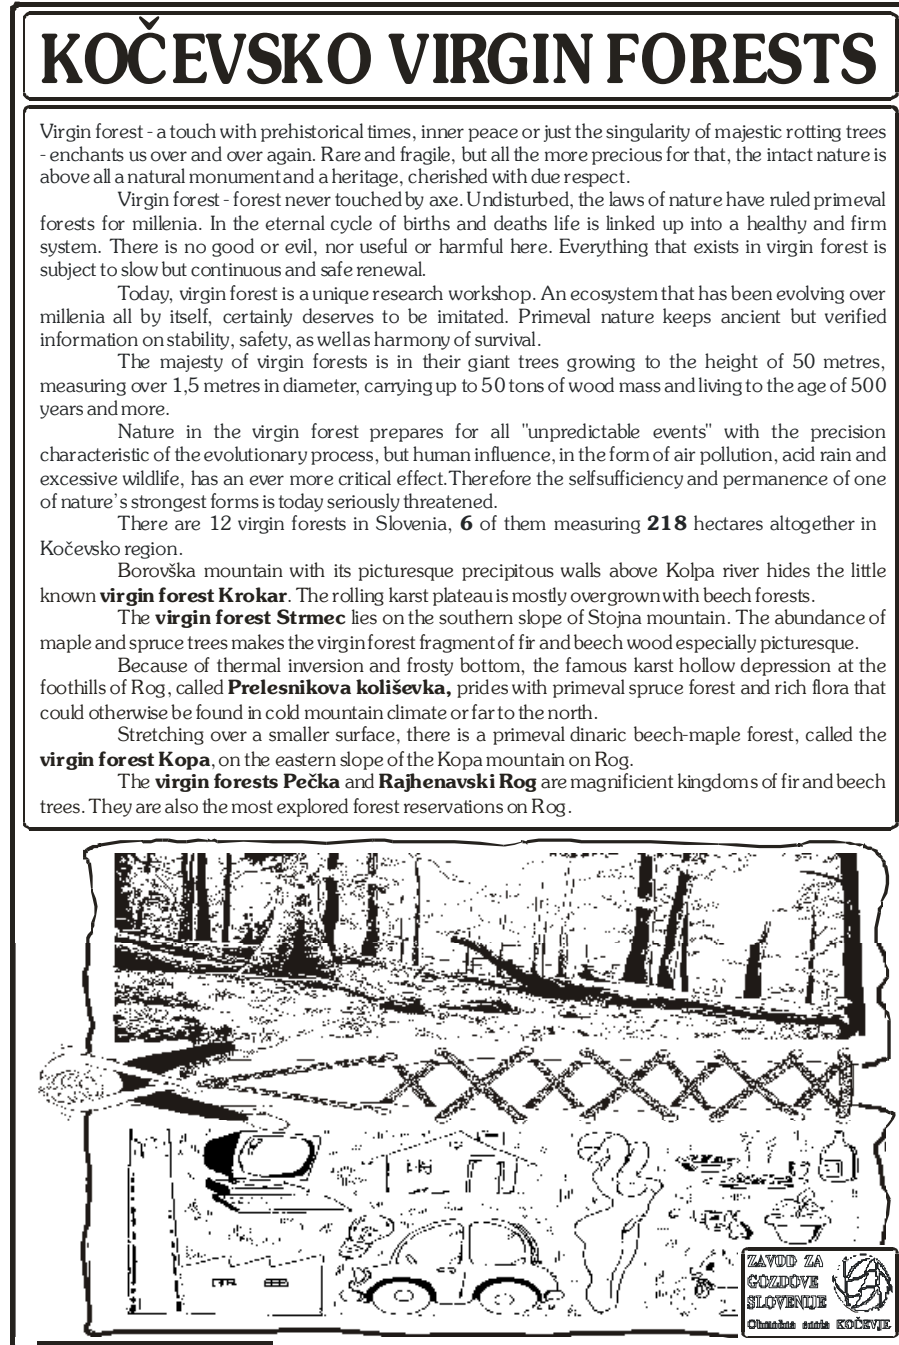 KOČEVSKO VIRGIN FORESTS
Virgin forest - a touch with prehistorical times, inner peace or just the singularity of majestic rotting trees
- enchants us over and over again. Rare and fragile, but all the more precious for that, the intact nature is
above all a natural monument and a heritage, cherished with due respect.
Virgin forest - forest never touched by axe. Undisturbed, the laws of nature have ruled primeval
forests for millenia. In the eternal cycle of births and deaths life is linked up into a healthy and firm
system. There is no good or evil, nor useful or harmful here. Everything that exists in virgin forest is
subject to slow but continuous and safe renewal.
Today, virgin forest is a unique research workshop. An ecosystem that has been evolving over
millenia all by itself, certainly deserves to be imitated. Primeval nature keeps ancient but verified
information on stability, safety, as well as harmony of survival.
The majesty of virgin forests is in their giant trees growing to the height of 50 metres,
measuring over 1,5 metres in diameter, carrying up to 50 tons of wood mass and living to the age of 500
years and more.
Nature in the virgin forest prepares for all "unpredictable events" with the precision
characteristic of the evolutionary process, but human influence, in the form of air pollution, acid rain and
excessive wildlife, has an ever more critical effect. Therefore the selfsufficiency and permanence of one
of nature's strongest forms is today seriously threatened.
There are 12 virgin forests in Slovenia, 6 of them measuring 218 hectares altogether in
Kočevsko region.
Borovška mountain with its picturesque precipitous walls above Kolpa river hides the little
known virgin forest Krokar. The rolling karst plateau is mostly overgrown with beech forests.
The virgin forest Strmec lies on the southern slope of Stojna mountain. The abundance of
maple and spruce trees makes the virgin forest fragment of fir and beech wood especially picturesque.
Because of thermal inversion and frosty bottom, the famous karst hollow depression at the
foothills of Rog, called Prelesnikova koliševka, prides with primeval spruce forest and rich flora that
could otherwise be found in cold mountain climate or far to the north.
Stretching over a smaller surface, there is a primeval dinaric beech-maple forest, called the
virgin forest Kopa, on the eastern slope of the Kopa mountain on Rog.
The virgin forests Pečka and Rajhenavski Rog are magnificient kingdoms of fir and beech
trees. They are also the most explored forest reservations on Rog.
ZAVOD ZA
GOZDOVE
SLOVENIJE
Območna enota KOČEVJE